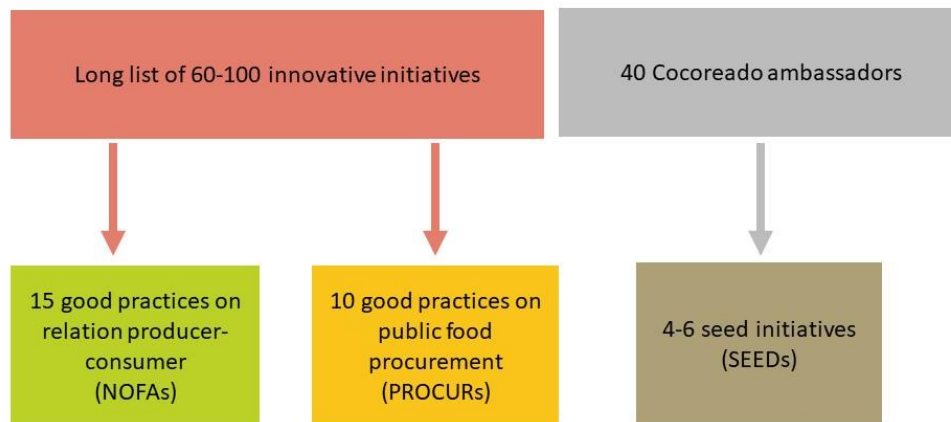 Long list of 60-100 innovative initiatives
40 Cocoreado ambassadors
15 good practices on
relation producer-
consumer
(NOFAs)
10 good practices on
public food
procurement
(PROCURs)
4-6 seed initiatives
(SEEDs)